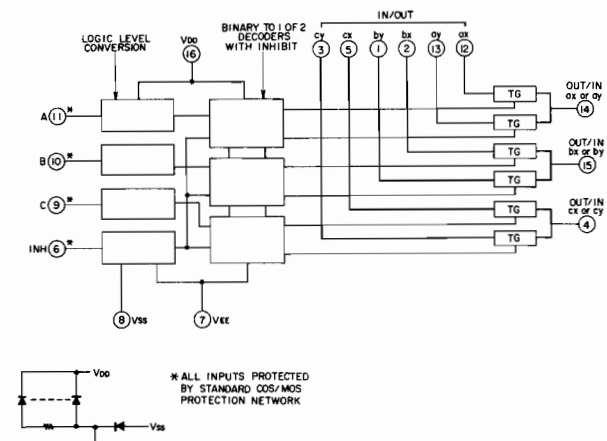 IN/OUT
BINARY TO 1 OF 2
DECODERS
WITH INHIBIT
LOGIC LEVEL
CONVERSION
VDD
16
cy cx by bx ay ax
3 5 1 2 13 12
TG
OUT/IN
ax or ay
14
A 11 *
TG
B 10 *
TG
OUT/IN
bx or by
15
TG
C 9 *
TG
OUT/IN
cx or cy
4
TG
INH 6 *
8 VSS
7 VEE
VDD
* ALL INPUTS PROTECTED
BY STANDARD COS/MOS
PROTECTION NETWORK
VSS